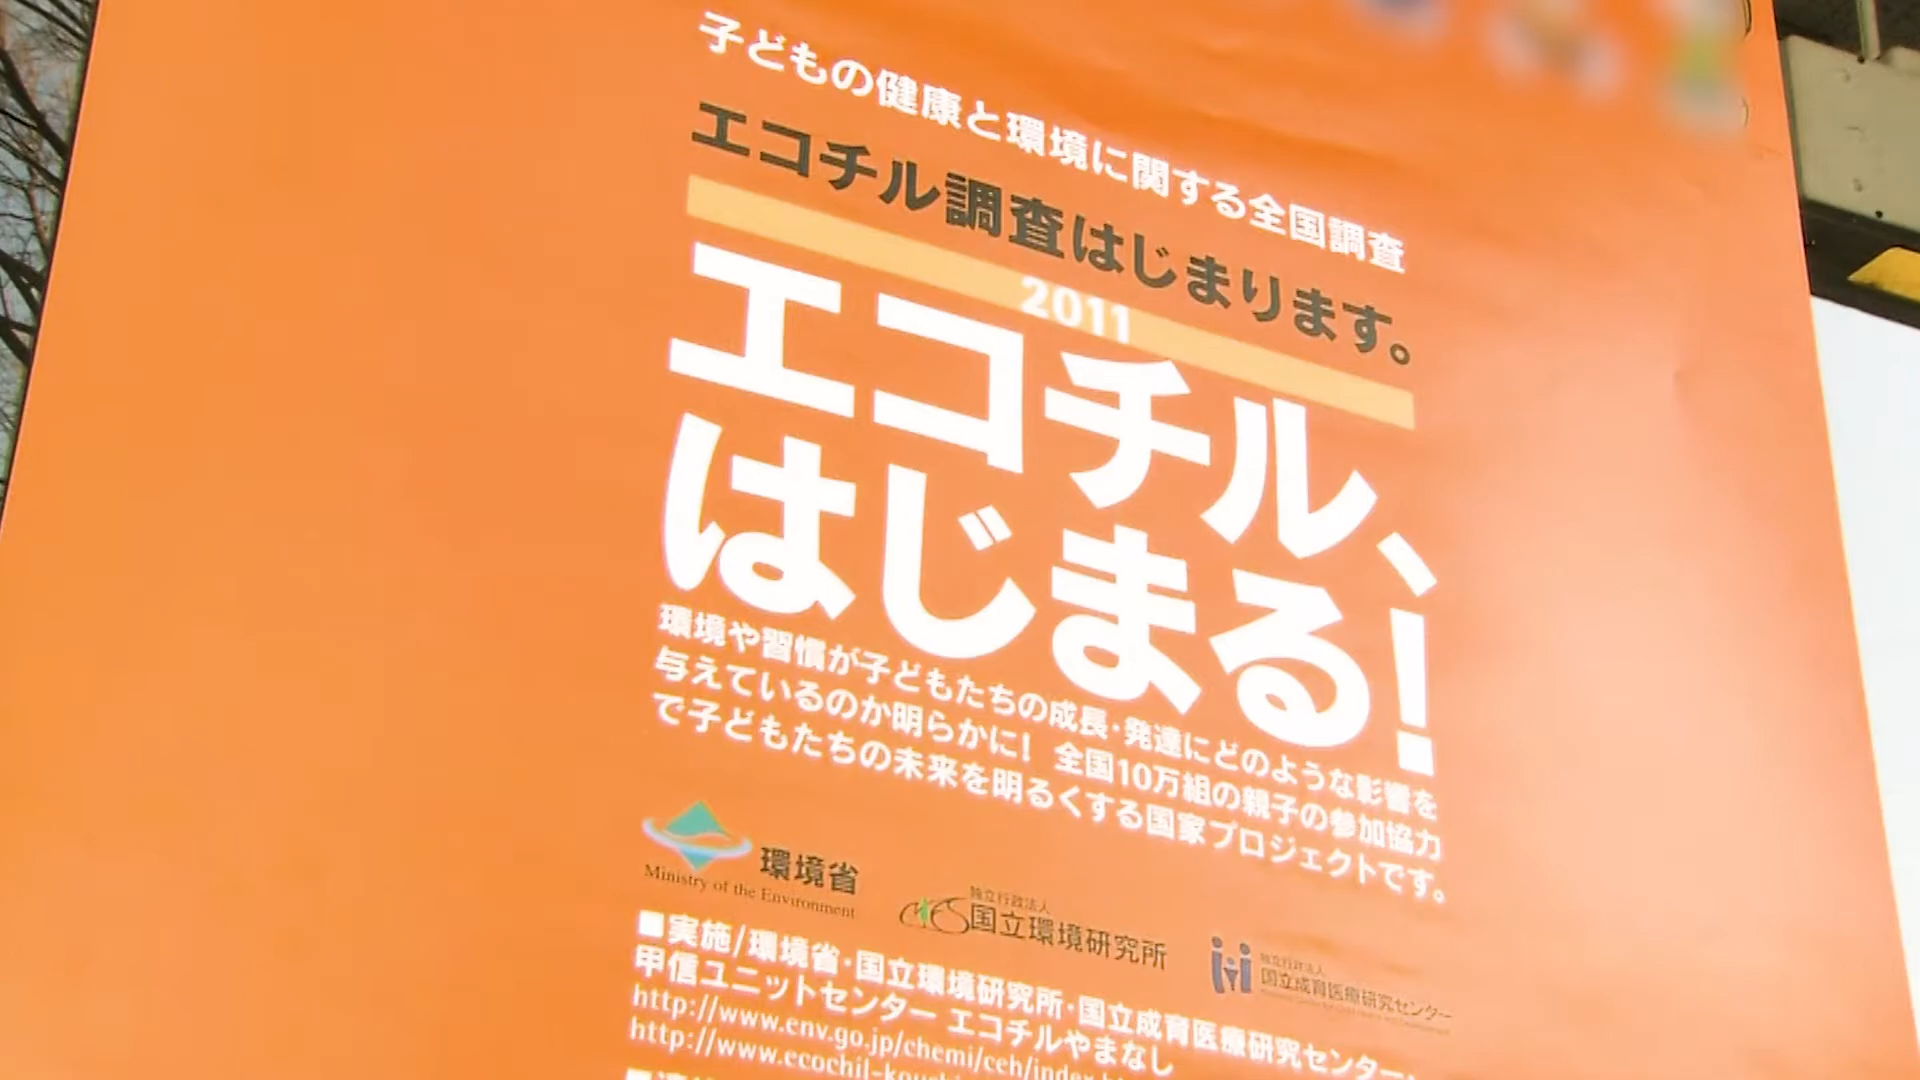 子どもの健康と環境に関する全国調査
エコチル調査はじまります。
2011
エコチル、
はじまる!
環境や習慣が子どもたちの成長・発達にどのような影響を
与えているのか明らかに! 全国10万組の親子の参加協力
で子どもたちの未来を明るくする国家プロジェクトです。
環境省
Ministry of the Environment
独立行政法人
国立環境研究所
独立行政法人
国立成育医療研究センター
■実施/環境省・国立環境研究所・国立成育医療研究センター・
甲信ユニットセンター エコチルやまなし
http://www.env.go.jp/chemi/ceh/index.h
http://www.ecochil-kou